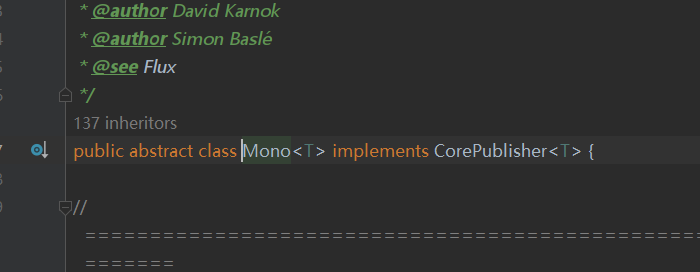 * @author David Karnok
* @author Simon Baslé
* @see Flux
*/
137 inheritors
public abstract class Mono<T> implements CorePublisher<T> {
//
=======================================================
=======